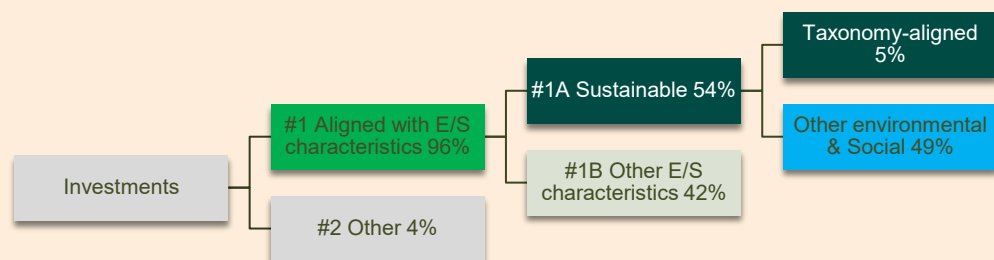 Investments
#1 Aligned with E/S
characteristics 96%
#2 Other 4%
#1A Sustainable 54%
#1B Other E/S
characteristics 42%
Taxonomy-aligned
5%
Other environmental
& Social 49%